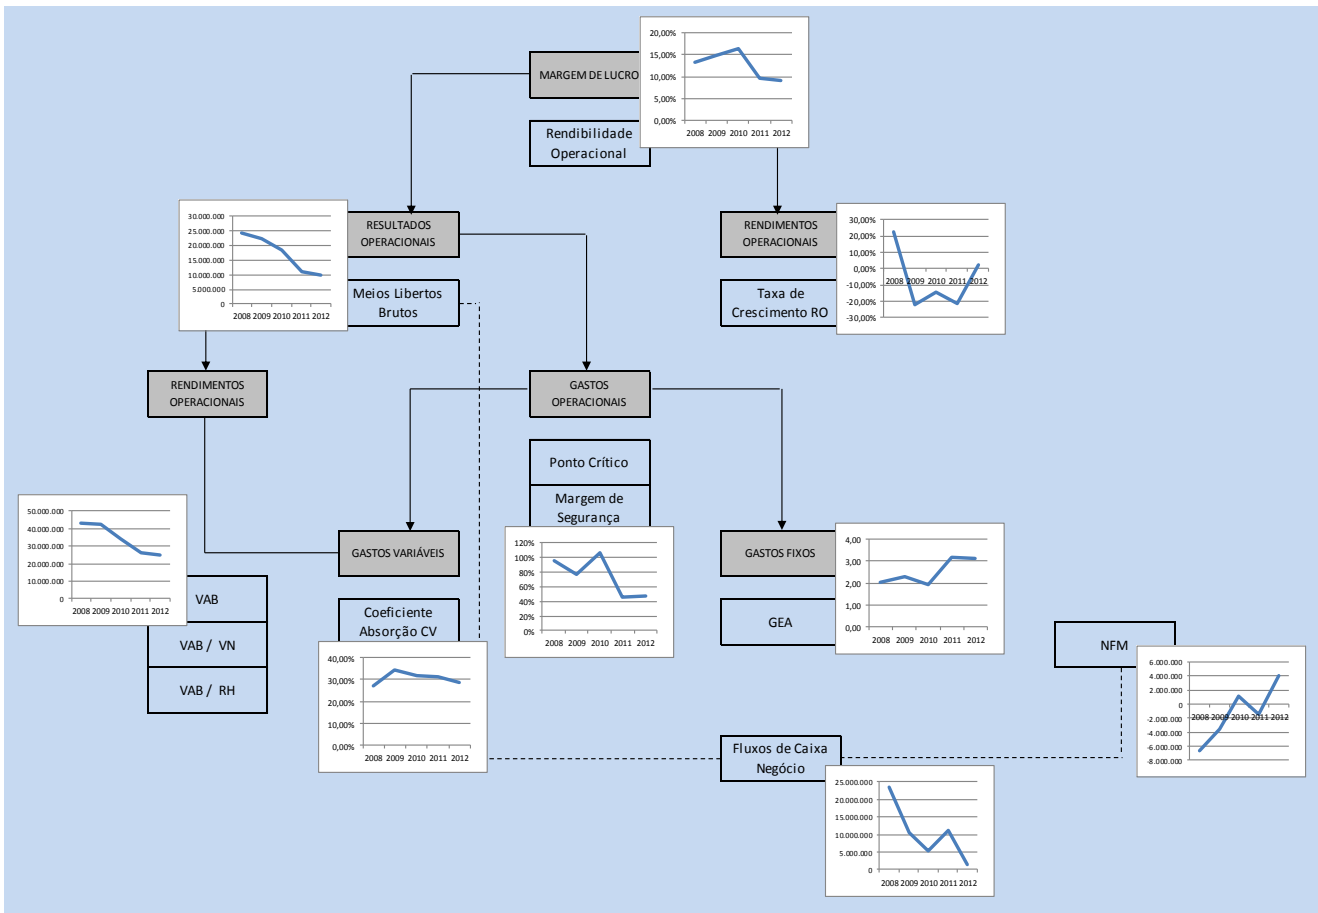 20,00%
15,00%
10,00%
5,00%
0,00%
2008 2009 2010 2011 2012
MARGEM DE LUCRO
Rendibilidade
Operacional
30.000.000
25.000.000
20.000.000
15.000.000
10.000.000
5.000.000
0
2008 2009 2010 2011 2012
RESULTADOS
OPERACIONAIS
Meios Libertos
Brutos
RENDIMENTOS
OPERACIONAIS
Taxa de
Crescimento RO
30,00%
20,00%
10,00%
0,00%
-10,00%
-20,00%
-30,00%
2008 2009 2010 2011 2012
RENDIMENTOS
OPERACIONAIS
GASTOS
OPERACIONAIS
Ponto Crítico
Margem de
Segurança
120%
100%
80%
60%
40%
20%
0%
2008 2009 2010 2011 2012
50.000.000
40.000.000
30.000.000
20.000.000
10.000.000
0
2008 2009 2010 2011 2012
VAB
VAB / VN
VAB / RH
GASTOS VARIÁVEIS
Coeficiente
Absorção CV
40,00%
30,00%
20,00%
10,00%
0,00%
2008 2009 2010 2011 2012
GASTOS FIXOS
GEA
4,00
3,00
2,00
1,00
0,00
2008 2009 2010 2011 2012
NFM
6.000.000
4.000.000
2.000.000
0
-2.000.000
-4.000.000
-6.000.000
-8.000.000
2008 2009 2010 2011 2012
Fluxos de Caixa
Negócio
25.000.000
20.000.000
15.000.000
10.000.000
5.000.000
0
2008 2009 2010 2011 2012